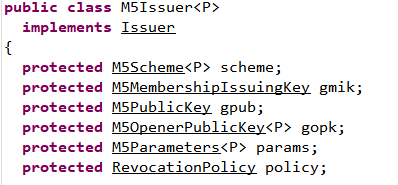 public class M5Issuer<P>
  implements Issuer
{
  protected M5Scheme<P> scheme;
  protected M5MembershipIssuingKey gmik;
  protected M5PublicKey gpub;
  protected M5OpenerPublicKey<P> gopk;
  protected M5Parameters<P> params;
  protected RevocationPolicy policy;